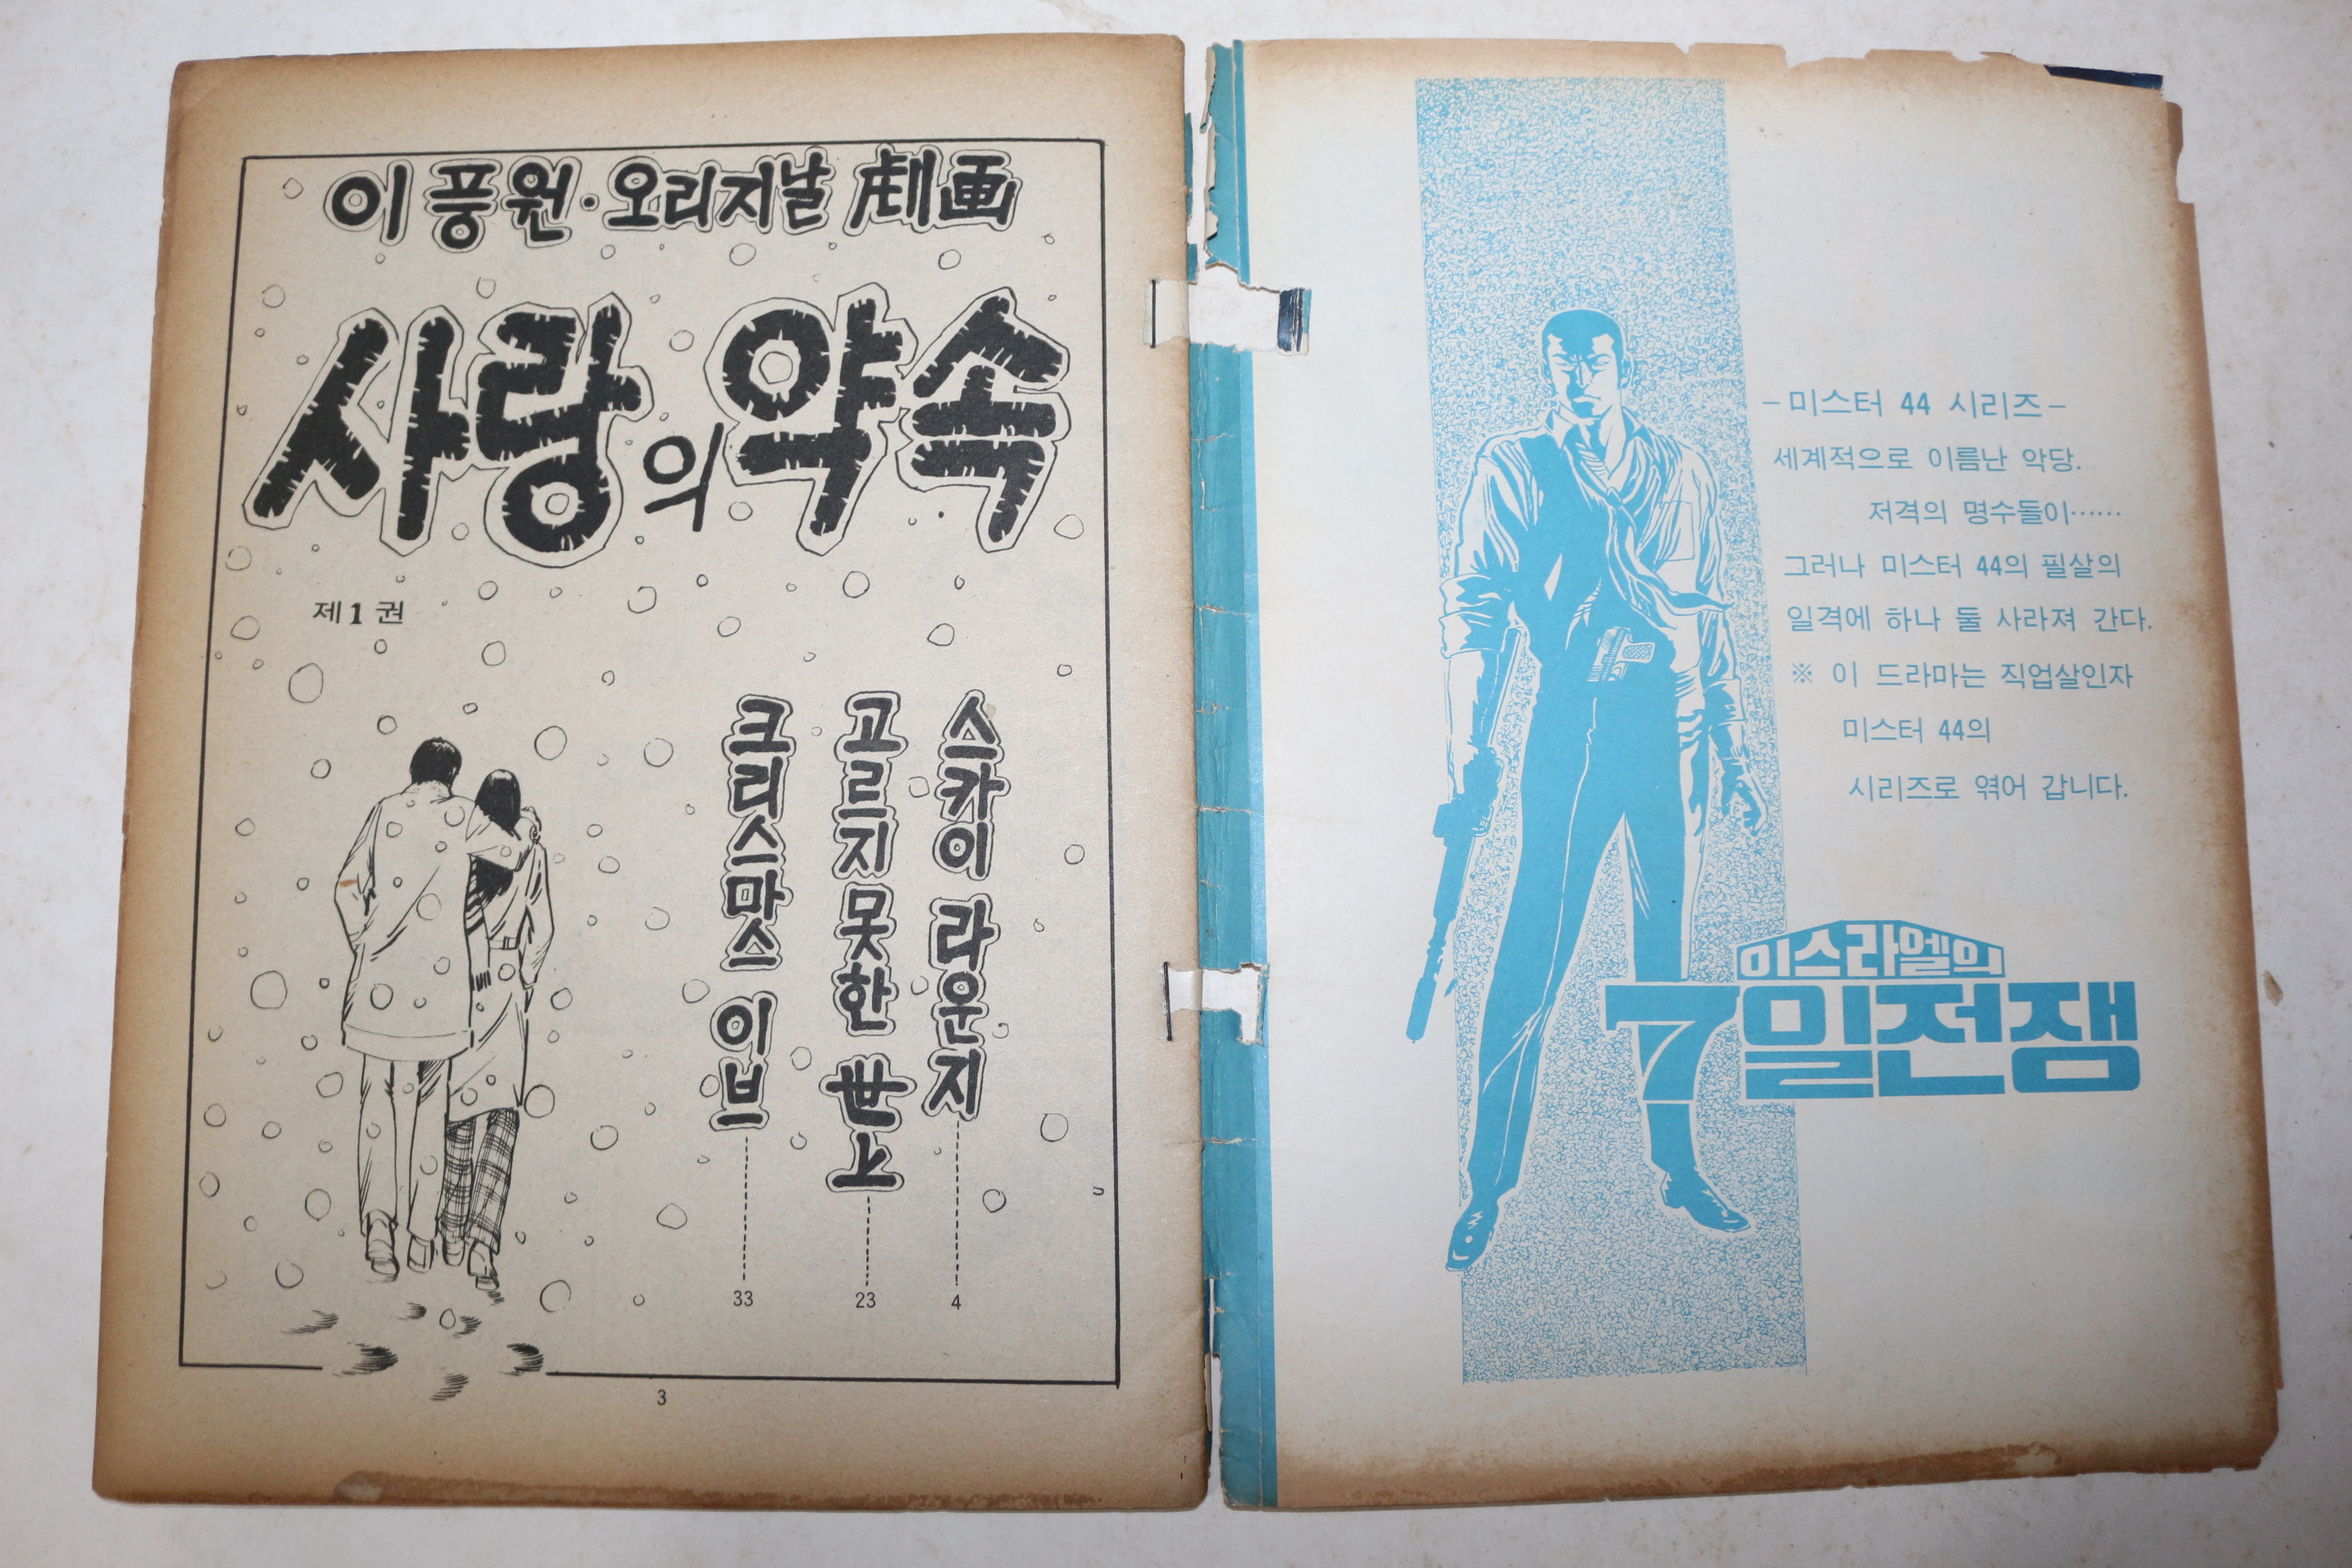 이풍원·오리지날 劇画
사랑의 약속
제1권
스카이 라운지
4
고르지 못한 世上
23
크리스마스 이브
33
3
－미스터 44 시리즈－
세계적으로 이름난 악당.
저격의 명수들이……
그러나 미스터 44의 필살의
일격에 하나 둘 사라져 간다.
※ 이 드라마는 직업살인자
미스터 44의
시리즈로 엮어 갑니다.
이스라엘의
7일전쟁